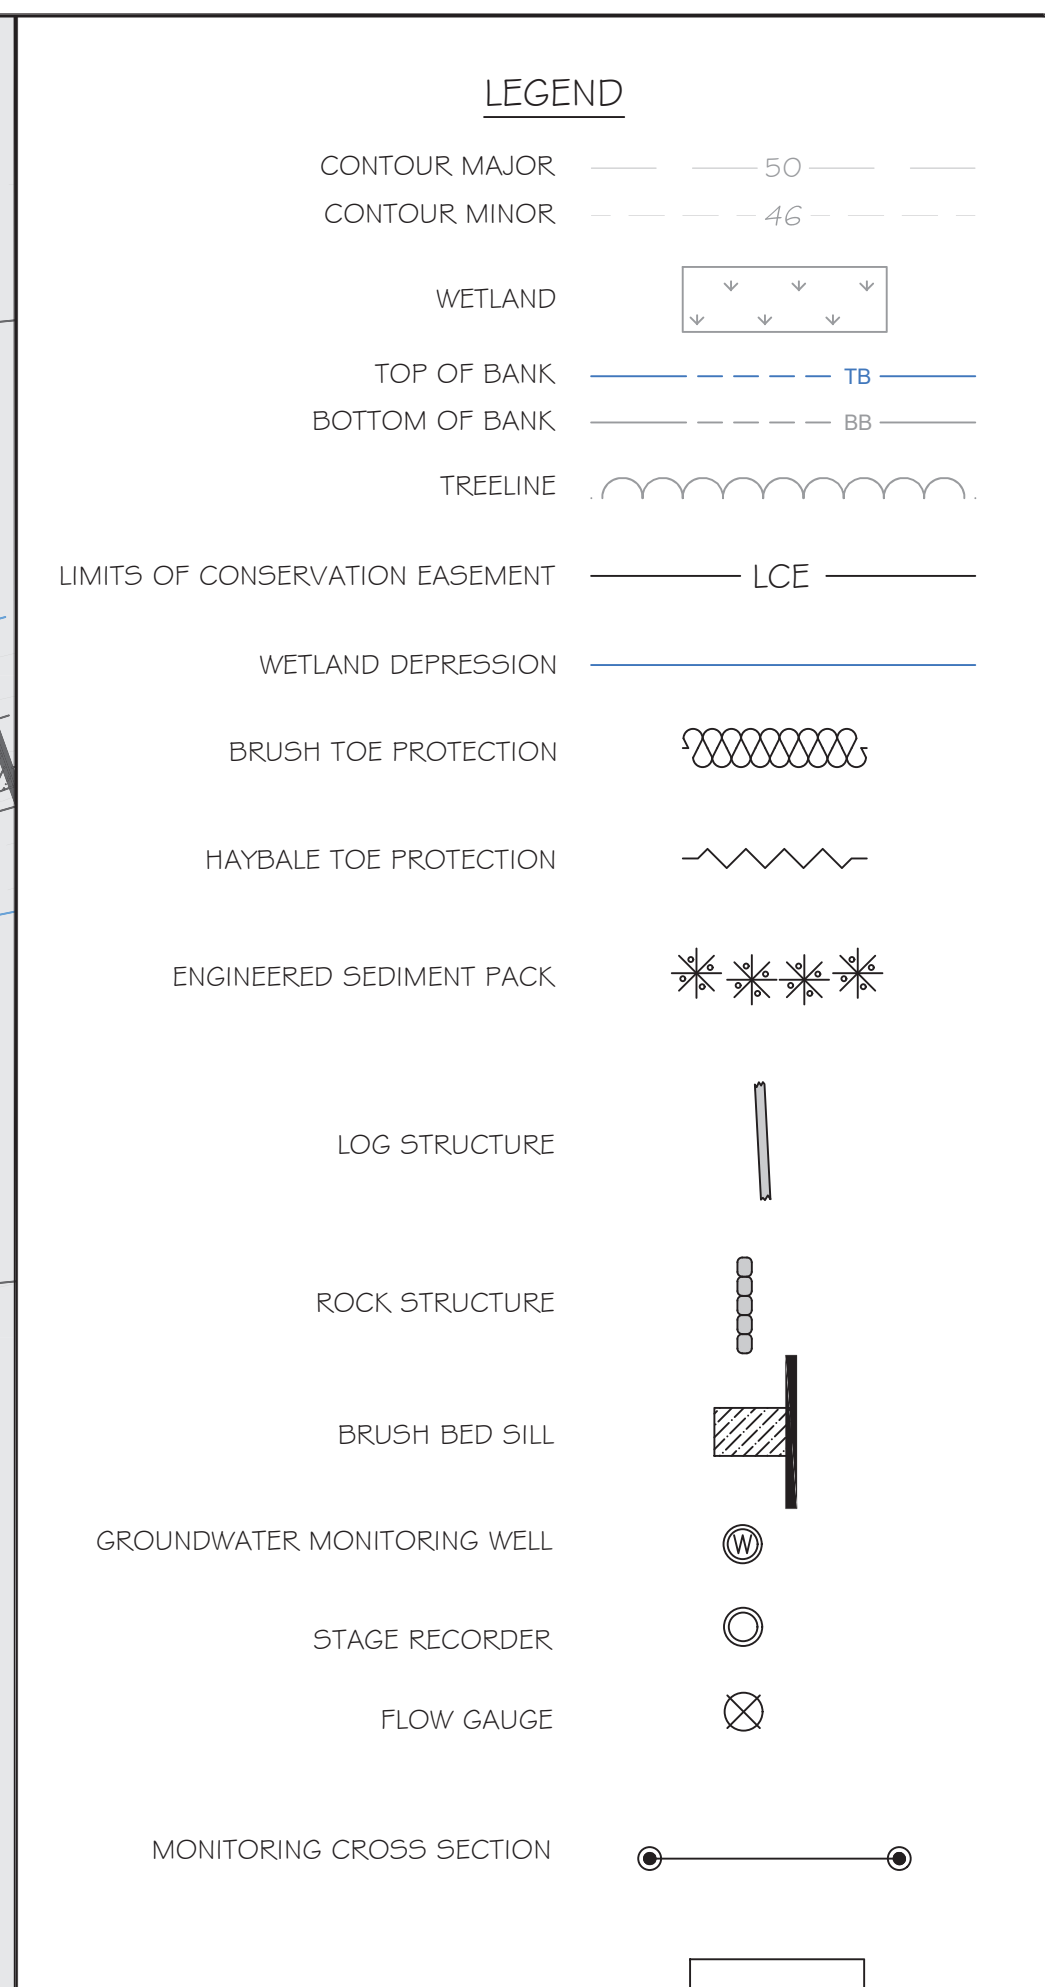 LEGEND
CONTOUR MAJOR 50
CONTOUR MINOR 46
WETLAND
TOP OF BANK TB
BOTTOM OF BANK BB
TREELINE
LIMITS OF CONSERVATION EASEMENT LCE
WETLAND DEPRESSION
BRUSH TOE PROTECTION
HAYBALE TOE PROTECTION
ENGINEERED SEDIMENT PACK
LOG STRUCTURE
ROCK STRUCTURE
BRUSH BED SILL
GROUNDWATER MONITORING WELL W
STAGE RECORDER
FLOW GAUGE
MONITORING CROSS SECTION